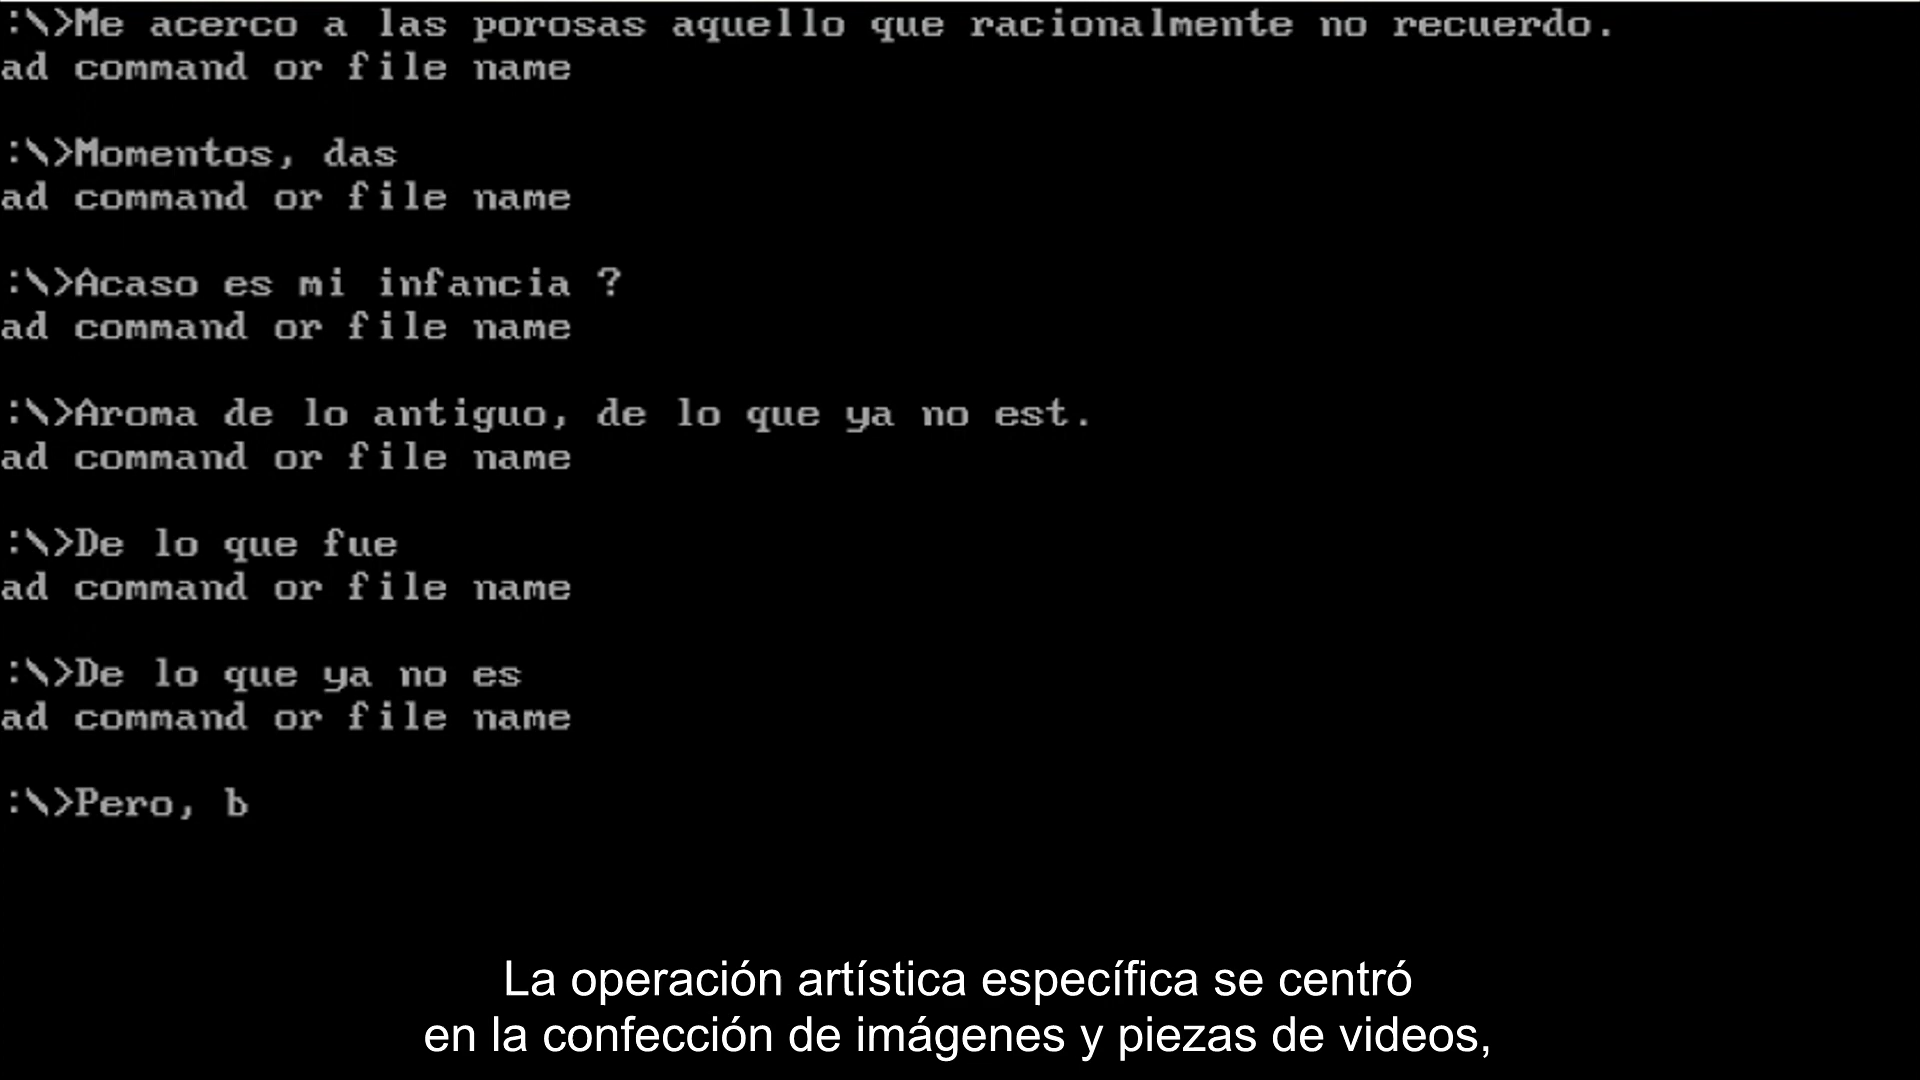 :\>Me acerco a las porosas aquello que racionalmente no recuerdo.
ad command or file name
:\>Momentos, das
ad command or file name
:\>Acaso es mi infancia ?
ad command or file name
:\>Aroma de lo antiguo, de lo que ya no est.
ad command or file name
:\>De lo que fue
ad command or file name
:\>De lo que ya no es
ad command or file name
:\>Pero, b
La operación artística específica se centró
en la confección de imágenes y piezas de videos,